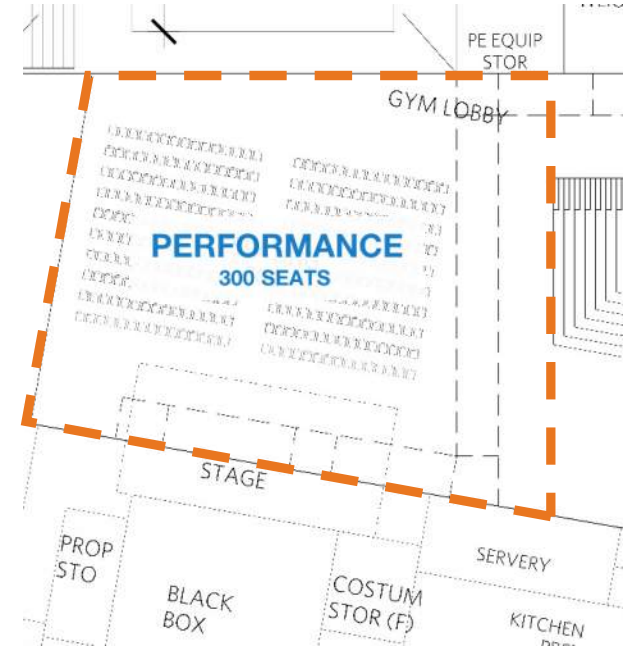 PE EQUIP
STOR
GYM LOBBY
PERFORMANCE
300 SEATS
STAGE
PROP
STO
BLACK
BOX
COSTUM
STOR (F)
SERVERY
KITCHEN